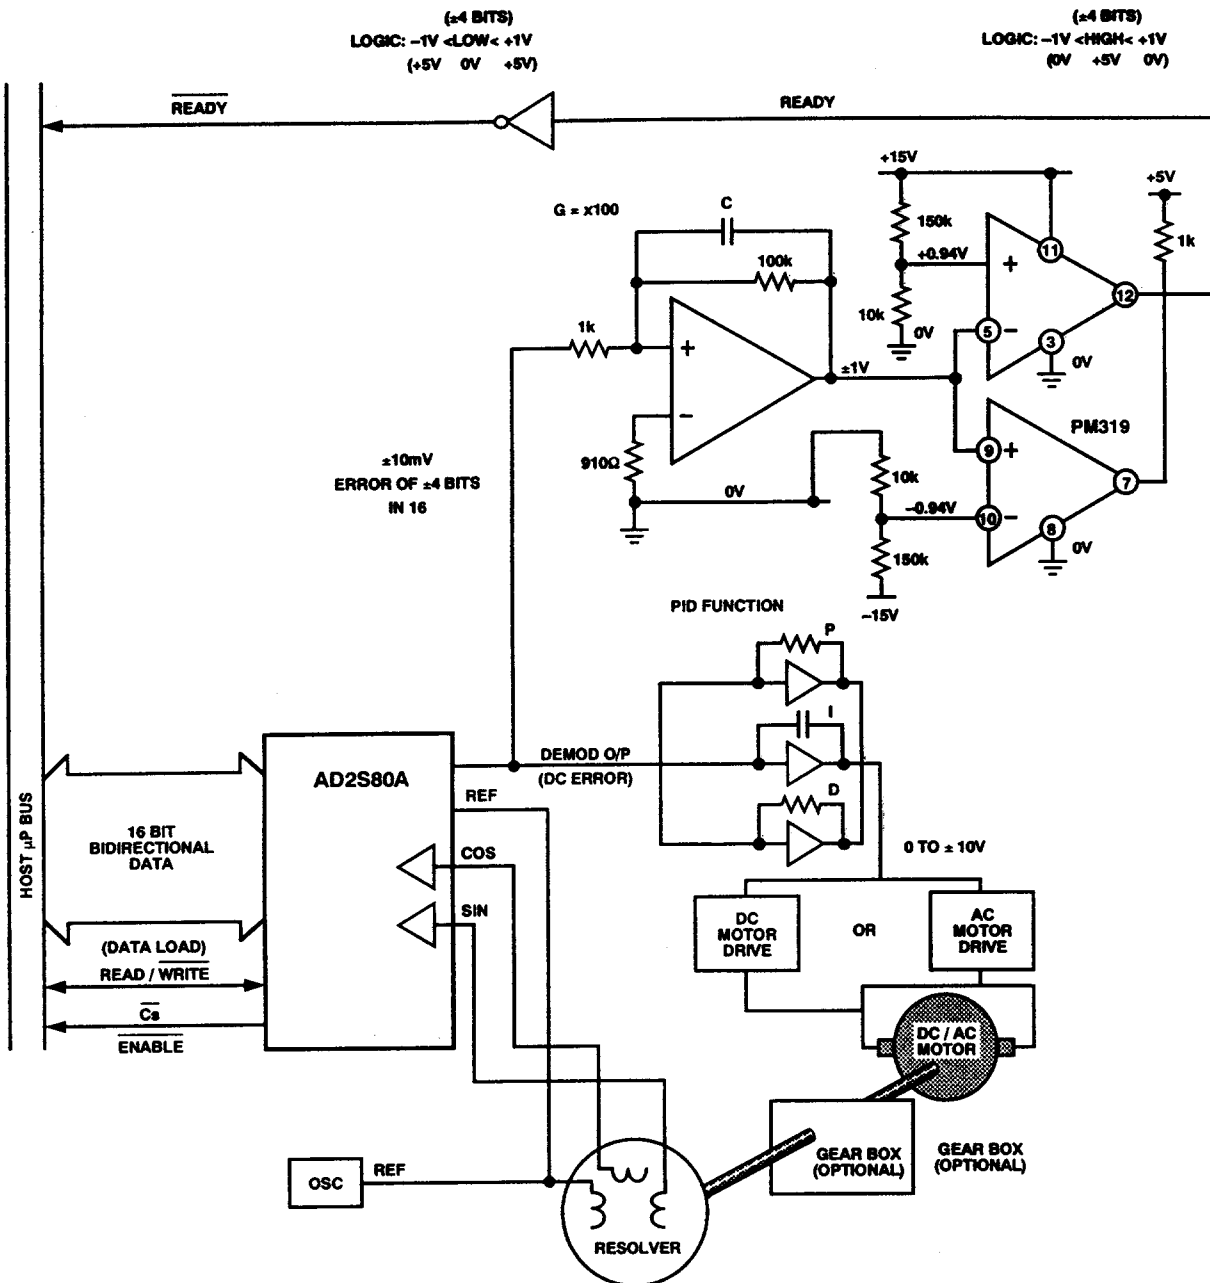 (±4 BITS)
LOGIC: –1V <LOW< +1V
(+5V 0V +5V)
(±4 BITS)
LOGIC: –1V <HIGH< +1V
(0V +5V 0V)
READY
READY
+15V
+5V
G = x100
C
150k
11
1k
+0.94V
+
100k
12
10k
1k
0V
5
–
3
0V
+
±1V
–
PM319
9
+
910Ω
10k
7
±10mV
ERROR OF ±4 BITS
IN 16
0V
–0.94V
10
–
8
0V
150k
–15V
PID FUNCTION
P
I
DEMOD O/P
(DC ERROR)
AD2S80A
REF
D
16 BIT
BIDIRECTIONAL
DATA
COS
0 TO ± 10V
HOST µP BUS
SIN
DC
MOTOR
DRIVE
OR
AC
MOTOR
DRIVE
(DATA LOAD)
READ / WRITE
Cs
ENABLE
DC / AC
MOTOR
GEAR BOX
(OPTIONAL)
GEAR BOX
(OPTIONAL)
OSC
REF
RESOLVER